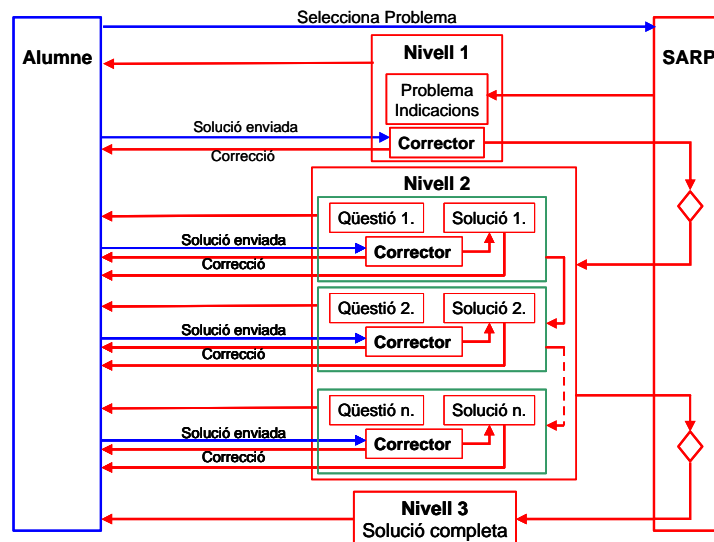 Selecciona Problema
Alumne
Nivell 1
SARP
Problema
Indicacions
Solució enviada
Corrector
Correcció
Nivell 2
Qüestió 1.
Solució 1.
Solució enviada
Corrector
Correcció
Qüestió 2.
Solució 2.
Solució enviada
Corrector
Correcció
Qüestió n.
Solució n.
Solució enviada
Corrector
Correcció
Nivell 3
Solució completa